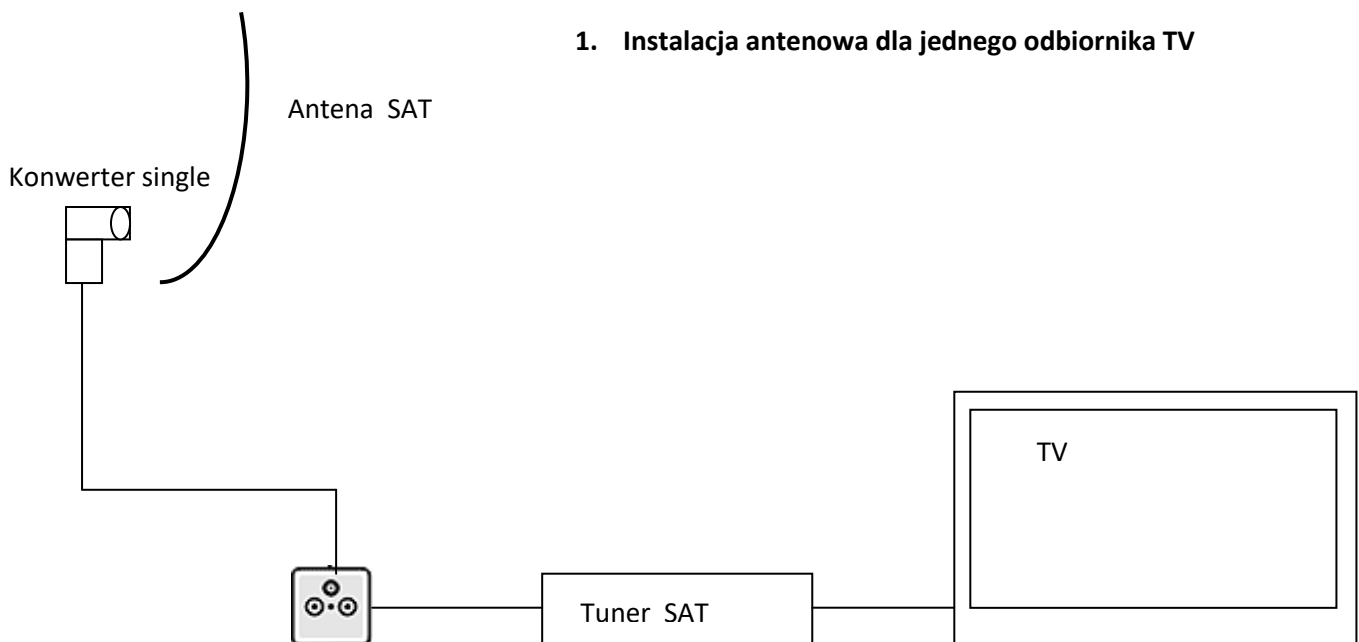 1. Instalacja antenowa dla jednego odbiornika TV
Antena SAT
Konwerter single
TV
Tuner SAT